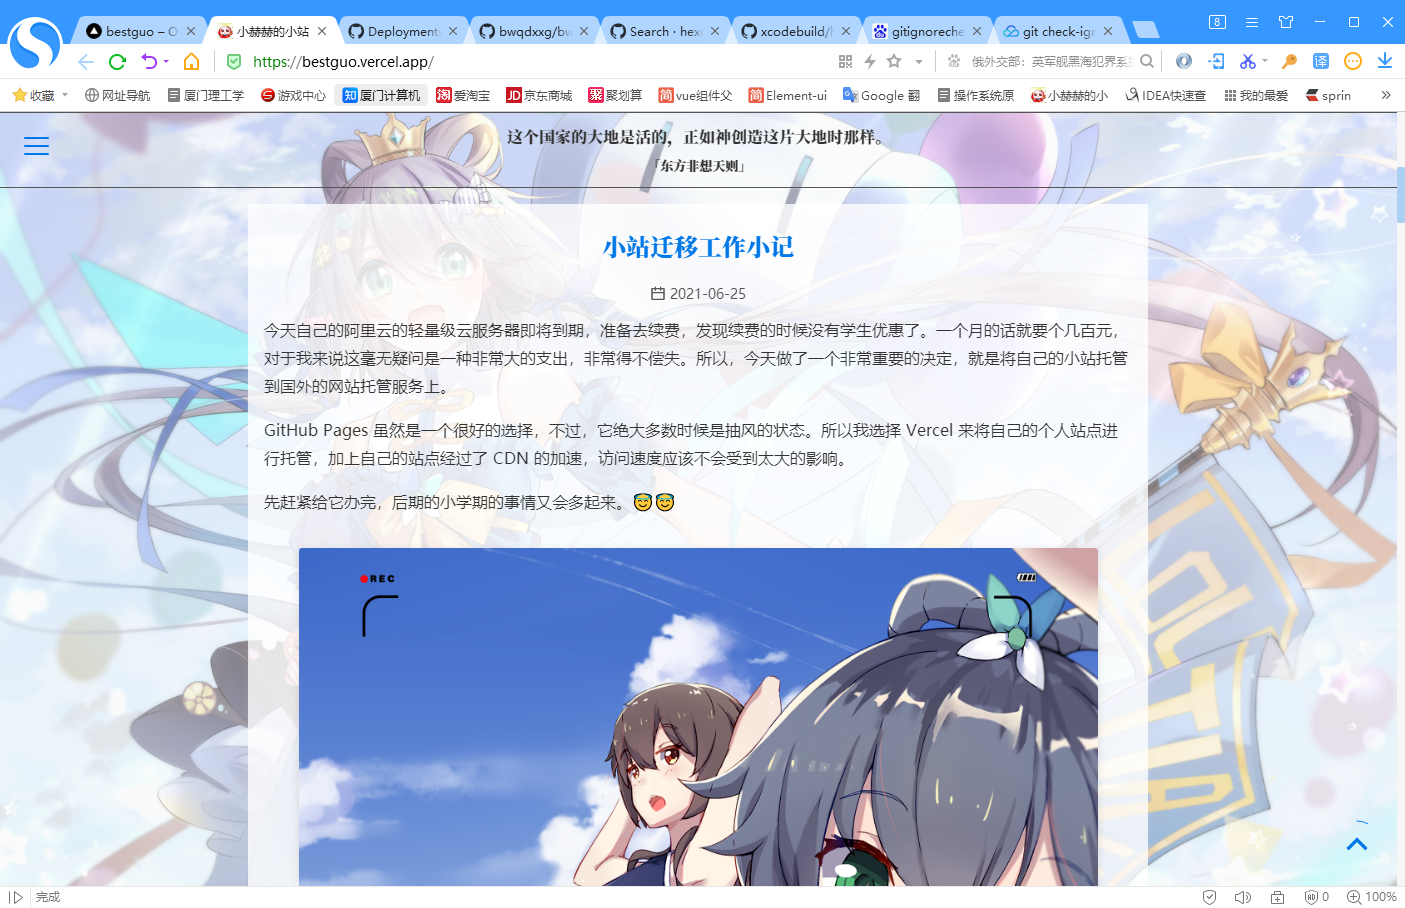 bestguo – O
小赫赫的小站
Deployments
bwqdxxg/bw
Search · hexo
xcodebuild/h
gitignoreche
git check-ign
8
https://bestguo.vercel.app/
俄外交部：英军舰黑海犯界系
译
收藏
网址导航
厦门理工学
游戏中心
知 厦门计算机
淘 爱淘宝
JD 京东商城
聚 聚划算
简 vue组件父
简 Element-ui
Google 翻
操作系统原
小赫赫的小
IDEA快速查
我的最爱
sprin
这个国家的大地是活的，正如神创造这片大地时那样。
「东方非想天则」
小站迁移工作小记
2021-06-25
今天自己的阿里云的轻量级云服务器即将到期，准备去续费，发现续费的时候没有学生优惠了。一个月的话就要个几百元，
对于我来说这毫无疑问是一种非常大的支出，非常得不偿失。所以，今天做了一个非常重要的决定，就是将自己的小站托管
到国外的网站托管服务上。
GitHub Pages 虽然是一个很好的选择，不过，它绝大多数时候是抽风的状态。所以我选择 Vercel 来将自己的个人站点进
行托管，加上自己的站点经过了 CDN 的加速，访问速度应该不会受到太大的影响。
先赶紧给它办完，后期的小学期的事情又会多起来。😇😇
REC
完成
0
100%